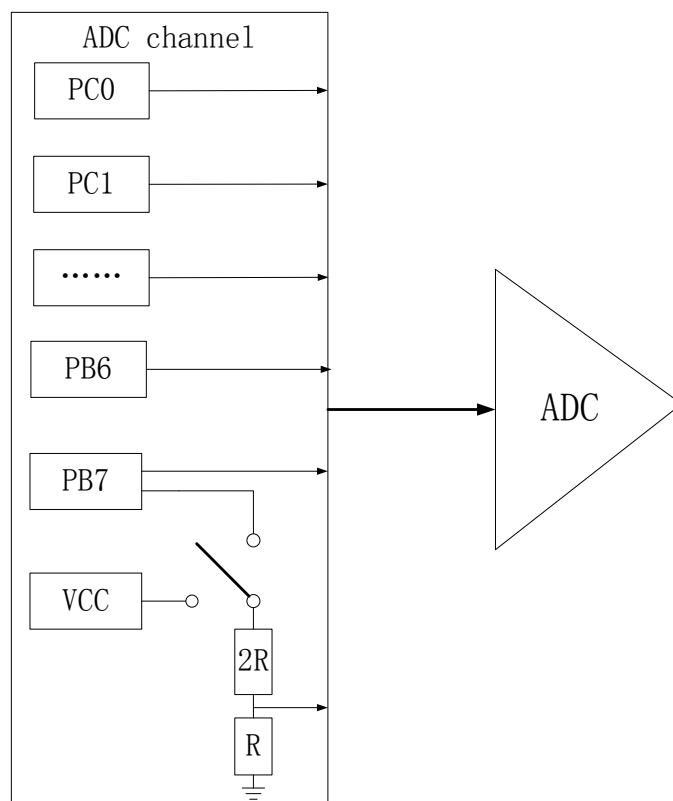 ADC channel
PC0
PC1
……
PB6
ADC
PB7
VCC
2R
R